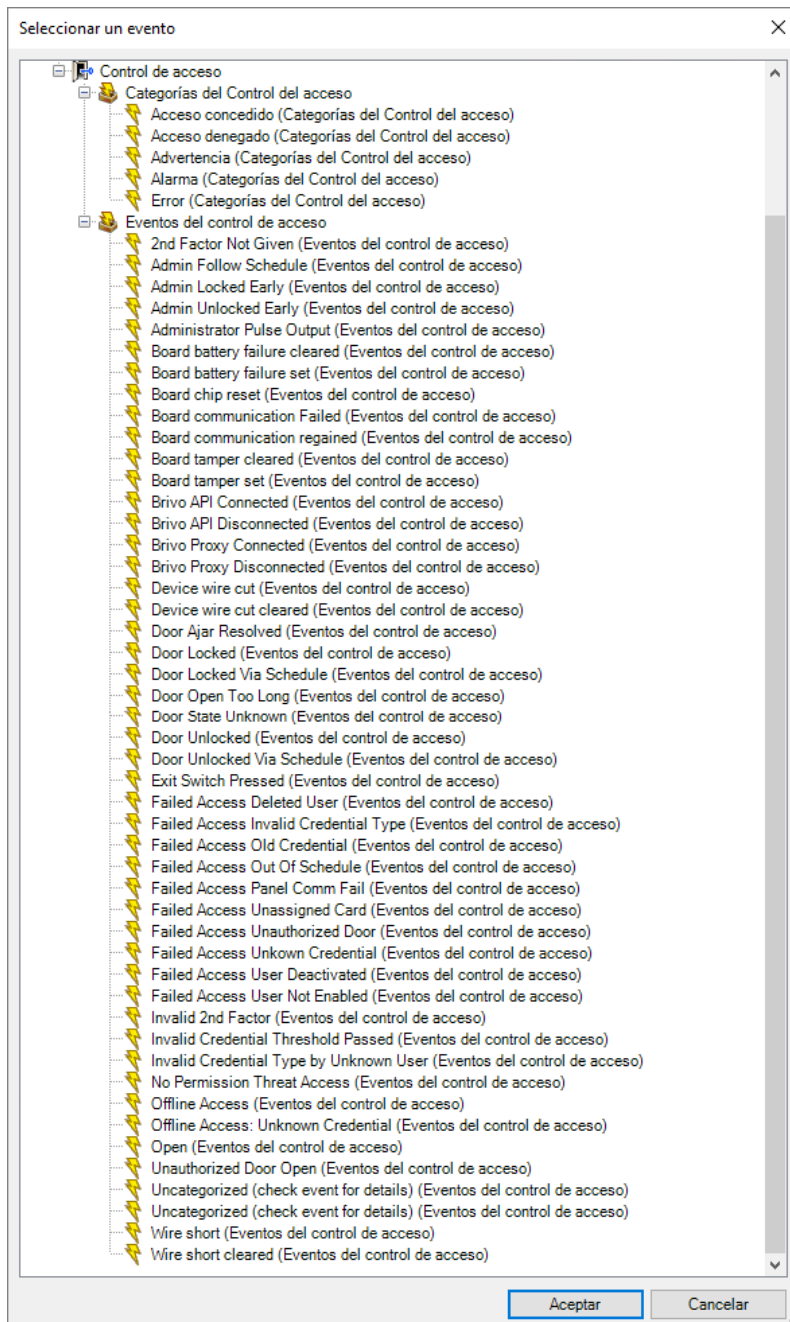 Seleccionar un evento
Control de acceso
Categorías del Control del acceso
Acceso concedido (Categorías del Control del acceso)
Acceso denegado (Categorías del Control del acceso)
Advertencia (Categorías del Control del acceso)
Alarma (Categorías del Control del acceso)
Error (Categorías del Control del acceso)
Eventos del control de acceso
2nd Factor Not Given (Eventos del control de acceso)
Admin Follow Schedule (Eventos del control de acceso)
Admin Locked Early (Eventos del control de acceso)
Admin Unlocked Early (Eventos del control de acceso)
Administrator Pulse Output (Eventos del control de acceso)
Board battery failure cleared (Eventos del control de acceso)
Board battery failure set (Eventos del control de acceso)
Board chip reset (Eventos del control de acceso)
Board communication Failed (Eventos del control de acceso)
Board communication regained (Eventos del control de acceso)
Board tamper cleared (Eventos del control de acceso)
Board tamper set (Eventos del control de acceso)
Brivo API Connected (Eventos del control de acceso)
Brivo API Disconnected (Eventos del control de acceso)
Brivo Proxy Connected (Eventos del control de acceso)
Brivo Proxy Disconnected (Eventos del control de acceso)
Device wire cut (Eventos del control de acceso)
Device wire cut cleared (Eventos del control de acceso)
Door Ajar Resolved (Eventos del control de acceso)
Door Locked (Eventos del control de acceso)
Door Locked Via Schedule (Eventos del control de acceso)
Door Open Too Long (Eventos del control de acceso)
Door State Unknown (Eventos del control de acceso)
Door Unlocked (Eventos del control de acceso)
Door Unlocked Via Schedule (Eventos del control de acceso)
Exit Switch Pressed (Eventos del control de acceso)
Failed Access Deleted User (Eventos del control de acceso)
Failed Access Invalid Credential Type (Eventos del control de acceso)
Failed Access Old Credential (Eventos del control de acceso)
Failed Access Out Of Schedule (Eventos del control de acceso)
Failed Access Panel Comm Fail (Eventos del control de acceso)
Failed Access Unassigned Card (Eventos del control de acceso)
Failed Access Unauthorized Door (Eventos del control de acceso)
Failed Access Unkown Credential (Eventos del control de acceso)
Failed Access User Deactivated (Eventos del control de acceso)
Failed Access User Not Enabled (Eventos del control de acceso)
Invalid 2nd Factor (Eventos del control de acceso)
Invalid Credential Threshold Passed (Eventos del control de acceso)
Invalid Credential Type by Unknown User (Eventos del control de acceso)
No Permission Threat Access (Eventos del control de acceso)
Offline Access (Eventos del control de acceso)
Offline Access: Unknown Credential (Eventos del control de acceso)
Open (Eventos del control de acceso)
Unauthorized Door Open (Eventos del control de acceso)
Uncategorized (check event for details) (Eventos del control de acceso)
Uncategorized (check event for details) (Eventos del control de acceso)
Wire short (Eventos del control de acceso)
Wire short cleared (Eventos del control de acceso)
Aceptar Cancelar